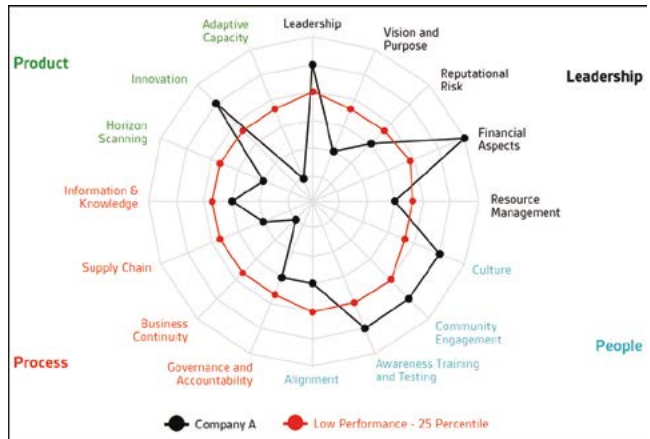 Leadership
Adaptive
Capacity
Vision and
Purpose
Product
Leadership
Innovation
Reputational
Risk
Horizon
Scanning
Financial
Aspects
Information &
Knowledge
Resource
Management
Supply Chain
Culture
Business
Continuity
Community
Engagement
Process
People
Governance and
Accountability
Alignment
Awareness Training
and Testing
Company A
Low Performance - 25 Percentile